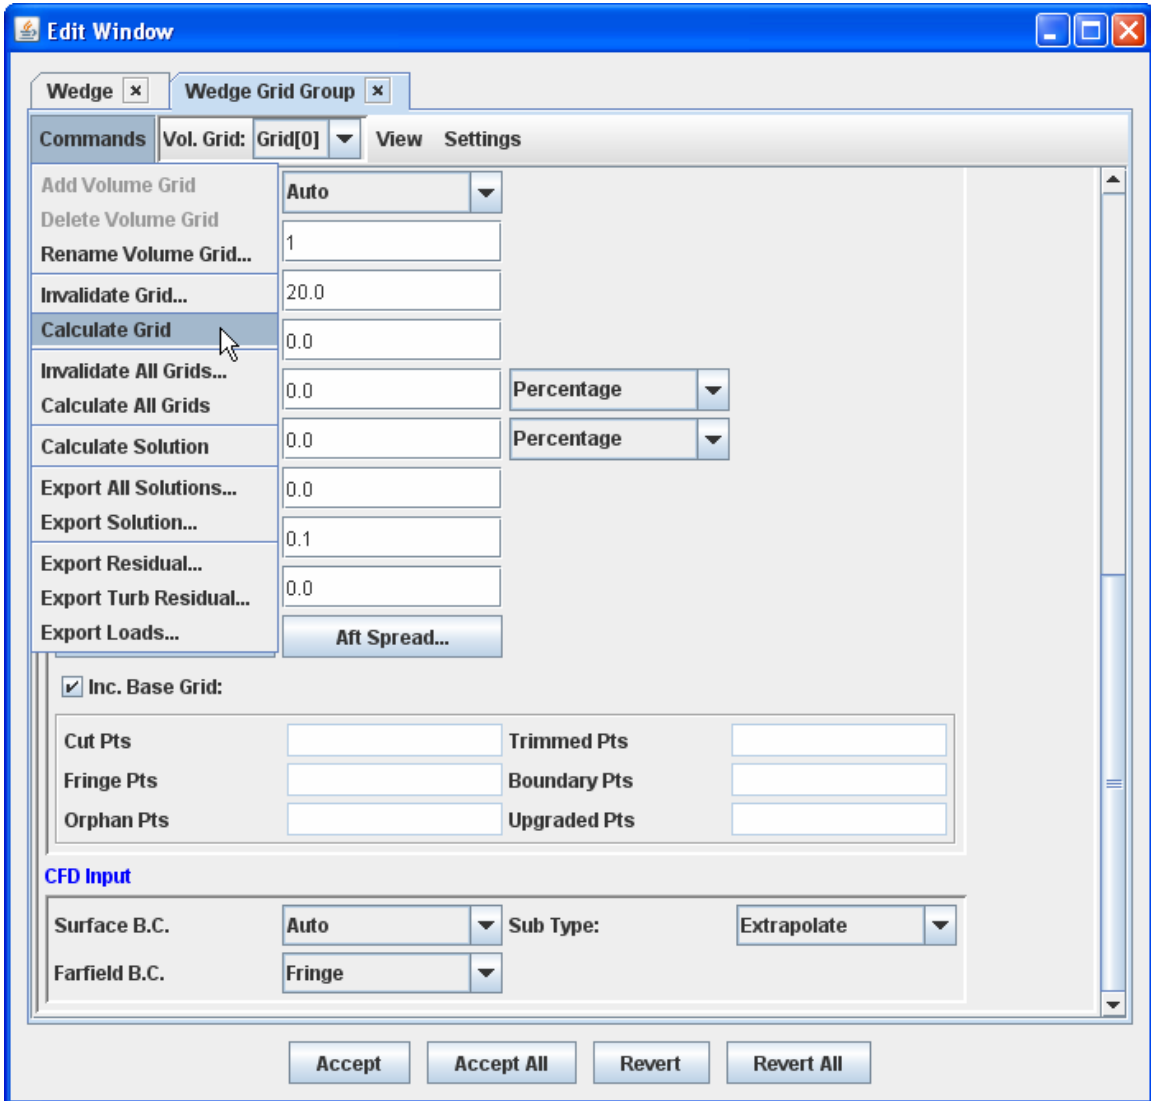 Edit Window
Wedge
Wedge Grid Group
Commands Vol. Grid: Grid[0] View Settings
Add Volume Grid
Delete Volume Grid
Rename Volume Grid...
Invalidate Grid...
Calculate Grid
Invalidate All Grids...
Calculate All Grids
Calculate Solution
Export All Solutions...
Export Solution...
Export Residual...
Export Turb Residual...
Export Loads...
Auto
1
20.0
0.0
0.0 Percentage
0.0 Percentage
0.0
0.1
0.0
Aft Spread...
Inc. Base Grid:
Cut Pts Trimmed Pts
Fringe Pts Boundary Pts
Orphan Pts Upgraded Pts
CFD Input
Surface B.C. Auto Sub Type: Extrapolate
Farfield B.C. Fringe
Accept Accept All Revert Revert All